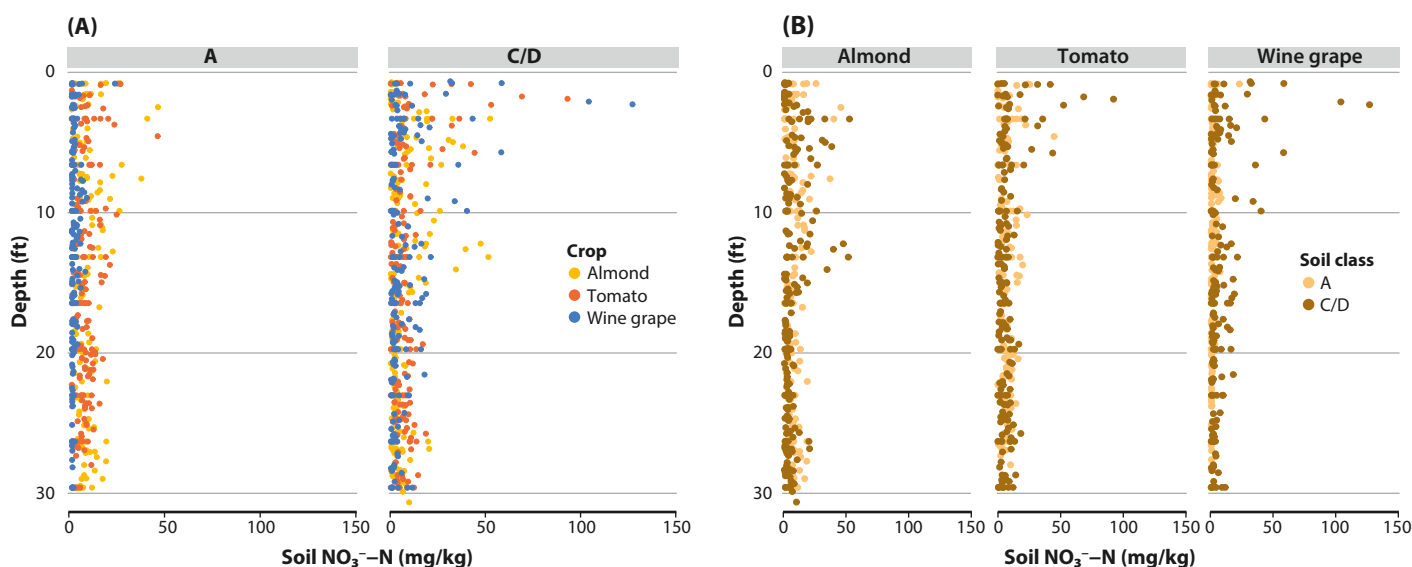 (A)
A
C/D
0
10
20
30
Depth (ft)
Crop
Almond
Tomato
Wine grape
0 50 100 150
0 50 100 150
Soil NO₃⁻–N (mg/kg)
(B)
Almond
Tomato
Wine grape
0
10
20
30
Depth (ft)
Soil class
A
C/D
0 50 100 150
0 50 100 150
0 50 100 150
Soil NO₃⁻–N (mg/kg)